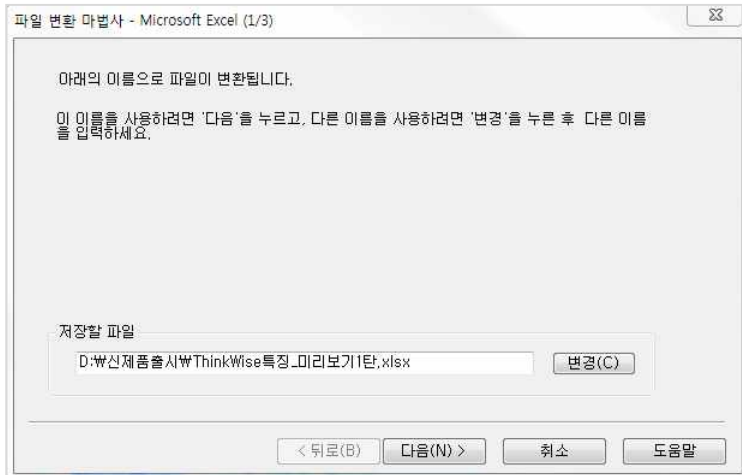 파일 변환 마법사 - Microsoft Excel (1/3)
아래의 이름으로 파일이 변환됩니다.
이 이름을 사용하려면 '다음'을 누르고, 다른 이름을 사용하려면 '변경'을 누른 후 다른 이름
을 입력하세요.
저장할 파일
D:₩신제품출시₩ThinkWise특징_미리보기1탄.xlsx
변경(C)
< 뒤로(B)
다음(N) >
취소
도움말